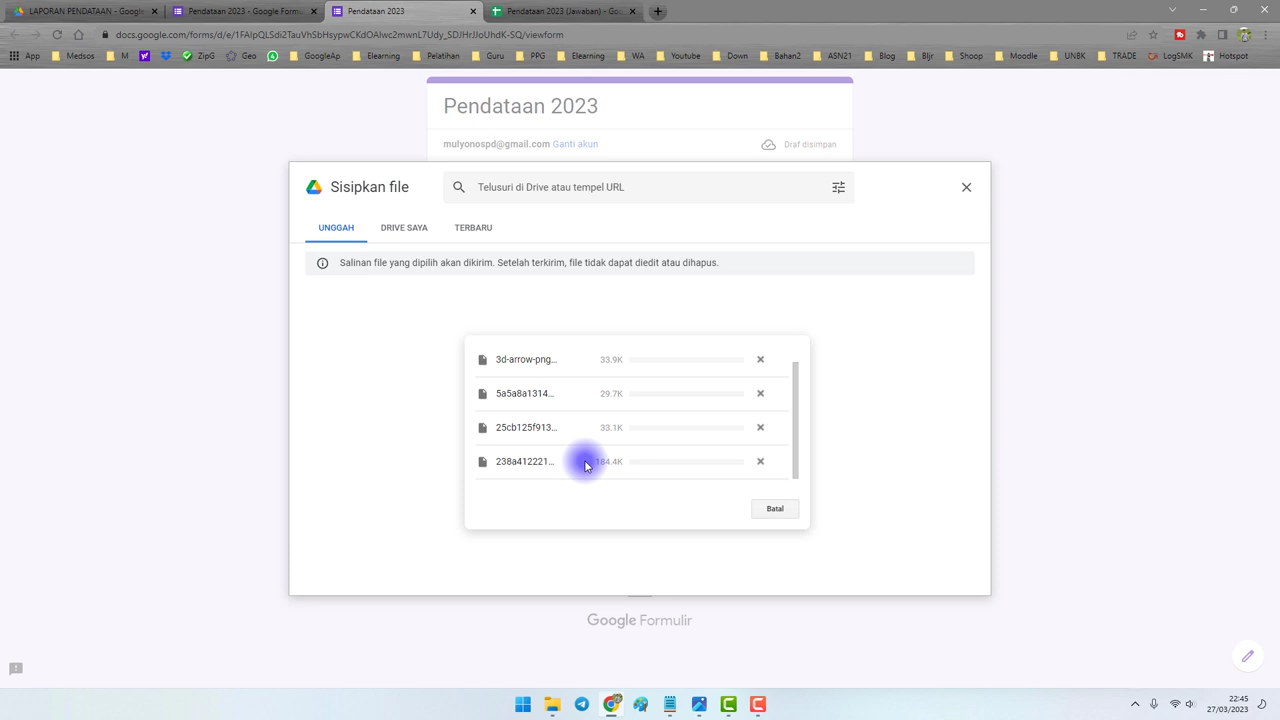 LAPORAN PENDATAAN - Google D
Pendataan 2023 - Google Formulir
Pendataan 2023
Pendataan 2023 (Jawaban) - Goo
docs.google.com/forms/d/e/1FAIpQLSdi2TauVhSbHsypwCKdOAIwc2mwnL7Udy_SDJHrJIoUJhdK-SQ/viewform
App
Medsos
M
ZipG
Geo
GoogleAp
Elearning
Pelatihan
Gurunh
PPG
Elearning
WA
Youtube
Down
Bahan2
ASN21
Blog
Snoop
Moodle
UNBK
TRADE
LogSMK
Hotspot
Pendataan 2023
mulyonospd@gmail.com Ganti akun
Draf disimpan
Sisipkan file
Telusuri di Drive atau tempel URL
UNGGAH
DRIVE SAYA
TERBARU
Salinan file yang dipilih akan dikirim. Setelah terkirim, file tidak dapat diedit atau dihapus.
3d-arrow-png... 33.9K
5a5a8a1314... 29.7K
25cb125f913... 33.1K
238a412221... 184.4K
Batal
Google Formulir
22:45
27/03/2023